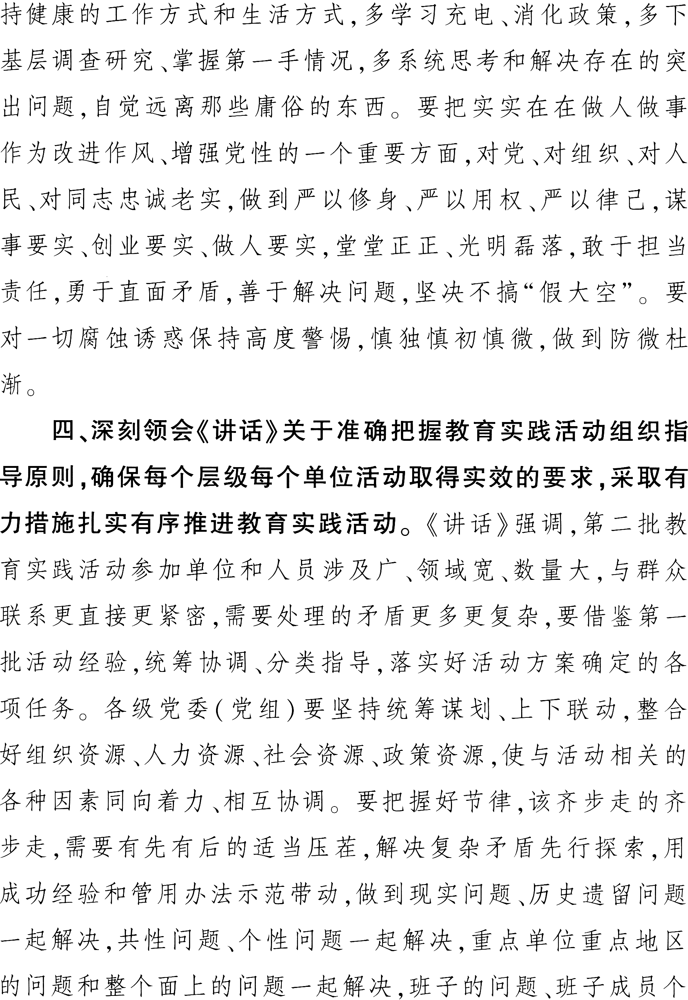 持健康的工作方式和生活方式,多学习充电、消化政策,多下
基层调查研究、掌握第一手情况,多系统思考和解决存在的突
出问题,自觉远离那些庸俗的东西。要把实实在在做人做事
作为改进作风、增强党性的一个重要方面,对党、对组织、对人
民、对同志忠诚老实,做到严以修身、严以用权、严以律己,谋
事要实、创业要实、做人要实,堂堂正正、光明磊落,敢于担当
责任,勇于直面矛盾,善于解决问题,坚决不搞“假大空”。要
对一切腐蚀诱惑保持高度警惕,慎独慎初慎微,做到防微杜
渐。
四、深刻领会《讲话》关于准确把握教育实践活动组织指
导原则,确保每个层级每个单位活动取得实效的要求,采取有
力措施扎实有序推进教育实践活动。《讲话》强调,第二批教
育实践活动参加单位和人员涉及广、领域宽、数量大,与群众
联系更直接更紧密,需要处理的矛盾更多更复杂,要借鉴第一
批活动经验,统筹协调、分类指导,落实好活动方案确定的各
项任务。各级党委(党组)要坚持统筹谋划、上下联动,整合
好组织资源、人力资源、社会资源、政策资源,使与活动相关的
各种因素同向着力、相互协调。要把握好节律,该齐步走的齐
步走,需要有先有后的适当压茬,解决复杂矛盾先行探索,用
成功经验和管用办法示范带动,做到现实问题、历史遗留问题
一起解决,共性问题、个性问题一起解决,重点单位重点地区
的问题和整个面上的问题一起解决,班子的问题、班子成员个